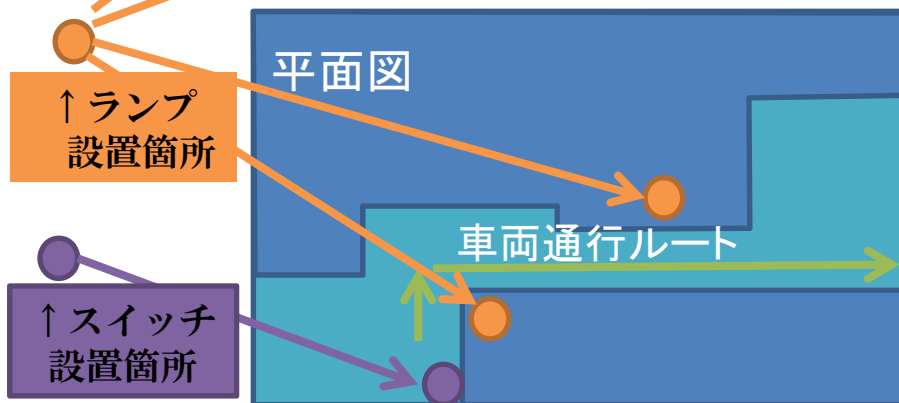 平面図
↑ランプ
設置箇所
車両通行ルート
↑スイッチ
設置箇所